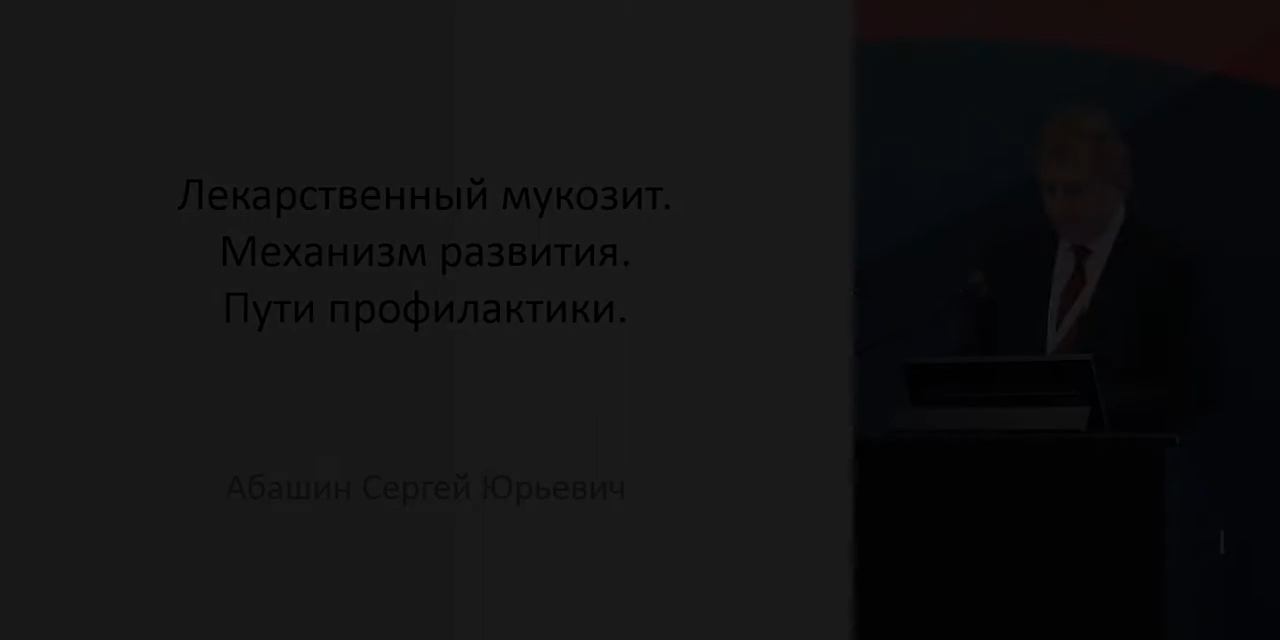 Лекарственный мукозит.
Механизм развития.
Пути профилактики.
Абашин Сергей Юрьевич